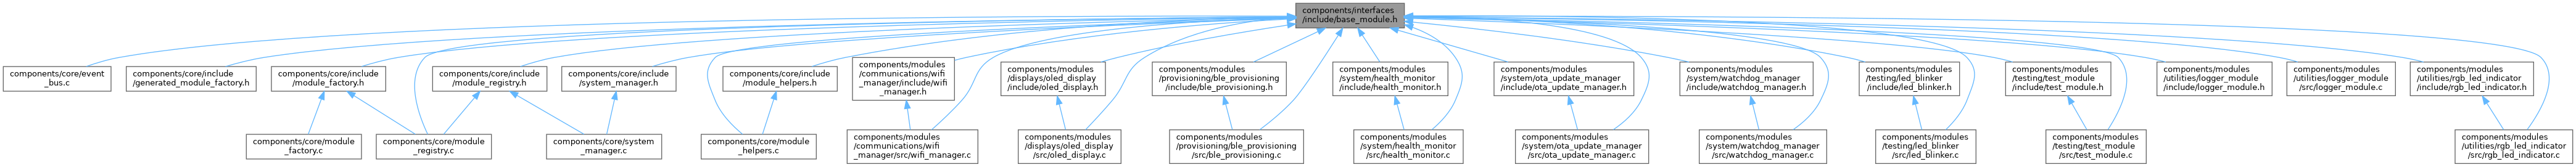 components/interfaces
/include/base_module.h
components/core/event
_bus.c
components/core/include
/generated_module_factory.h
components/core/include
/module_factory.h
components/core/include
/module_registry.h
components/core/include
/system_manager.h
components/core/include
/module_helpers.h
components/modules
/communications/wifi
_manager/include/wifi
_manager.h
components/modules
/displays/oled_display
/include/oled_display.h
components/modules
/provisioning/ble_provisioning
/include/ble_provisioning.h
components/modules
/system/health_monitor
/include/health_monitor.h
components/modules
/system/ota_update_manager
/include/ota_update_manager.h
components/modules
/system/watchdog_manager
/include/watchdog_manager.h
components/modules
/testing/led_blinker
/include/led_blinker.h
components/modules
/testing/test_module
/include/test_module.h
components/modules
/utilities/logger_module
/include/logger_module.h
components/modules
/utilities/logger_module
/src/logger_module.c
components/modules
/utilities/rgb_led_indicator
/include/rgb_led_indicator.h
components/core/module
_factory.c
components/core/module
_registry.c
components/core/system
_manager.c
components/core/module
_helpers.c
components/modules
/communications/wifi
_manager/src/wifi_manager.c
components/modules
/displays/oled_display
/src/oled_display.c
components/modules
/provisioning/ble_provisioning
/src/ble_provisioning.c
components/modules
/system/health_monitor
/src/health_monitor.c
components/modules
/system/ota_update_manager
/src/ota_update_manager.c
components/modules
/system/watchdog_manager
/src/watchdog_manager.c
components/modules
/testing/led_blinker
/src/led_blinker.c
components/modules
/testing/test_module
/src/test_module.c
components/modules
/utilities/rgb_led_indicator
/src/rgb_led_indicator.c